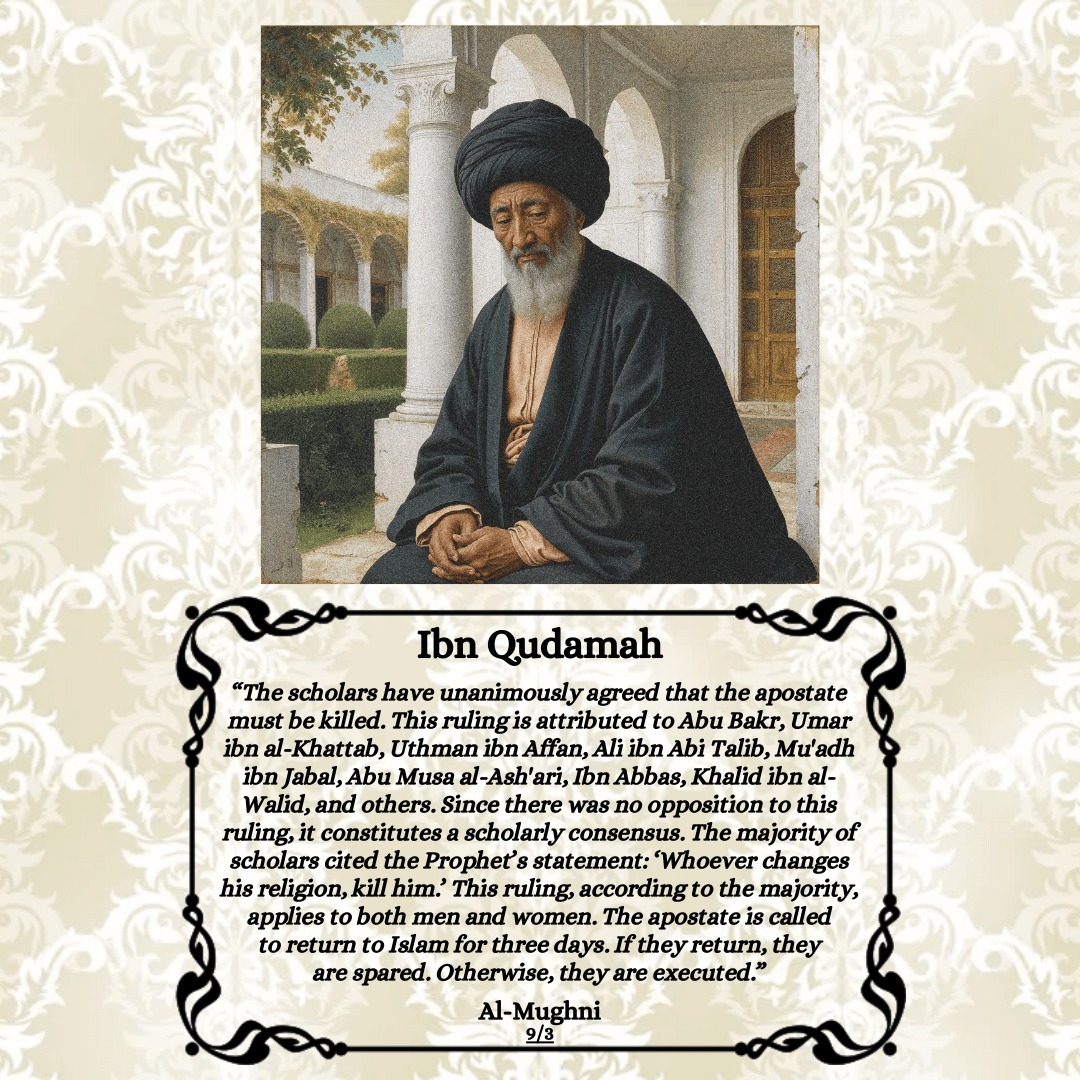 Ibn Qudamah
“The scholars have unanimously agreed that the apostate
must be killed. This ruling is attributed to Abu Bakr, Umar
ibn al-Khattab, Uthman ibn Affan, Ali ibn Abi Talib, Mu'adh
ibn Jabal, Abu Musa al-Ash'ari, Ibn Abbas, Khalid ibn al-
Walid, and others. Since there was no opposition to this
ruling, it constitutes a scholarly consensus. The majority of
scholars cited the Prophet’s statement: ‘Whoever changes
his religion, kill him.’ This ruling, according to the majority,
applies to both men and women. The apostate is called
to return to Islam for three days. If they return, they
are spared. Otherwise, they are executed.”
Al-Mughni
9/3